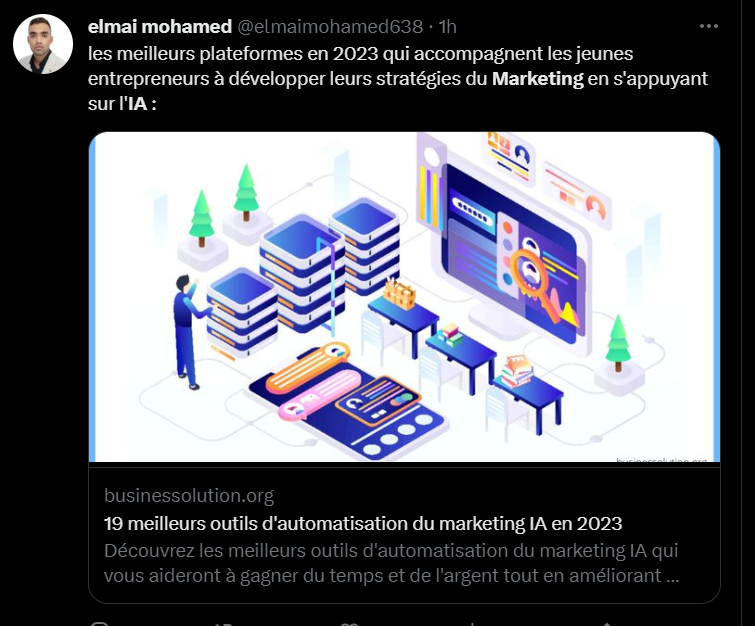 elmai mohamed @elmaimohamed638 · 1h
les meilleurs plateformes en 2023 qui accompagnent les jeunes
entrepreneurs à développer leurs stratégies du Marketing en s'appuyant
sur l'IA :
businessolution.org
businessolution.org
19 meilleurs outils d'automatisation du marketing IA en 2023
Découvrez les meilleurs outils d'automatisation du marketing IA qui
vous aideront à gagner du temps et de l'argent tout en améliorant ...